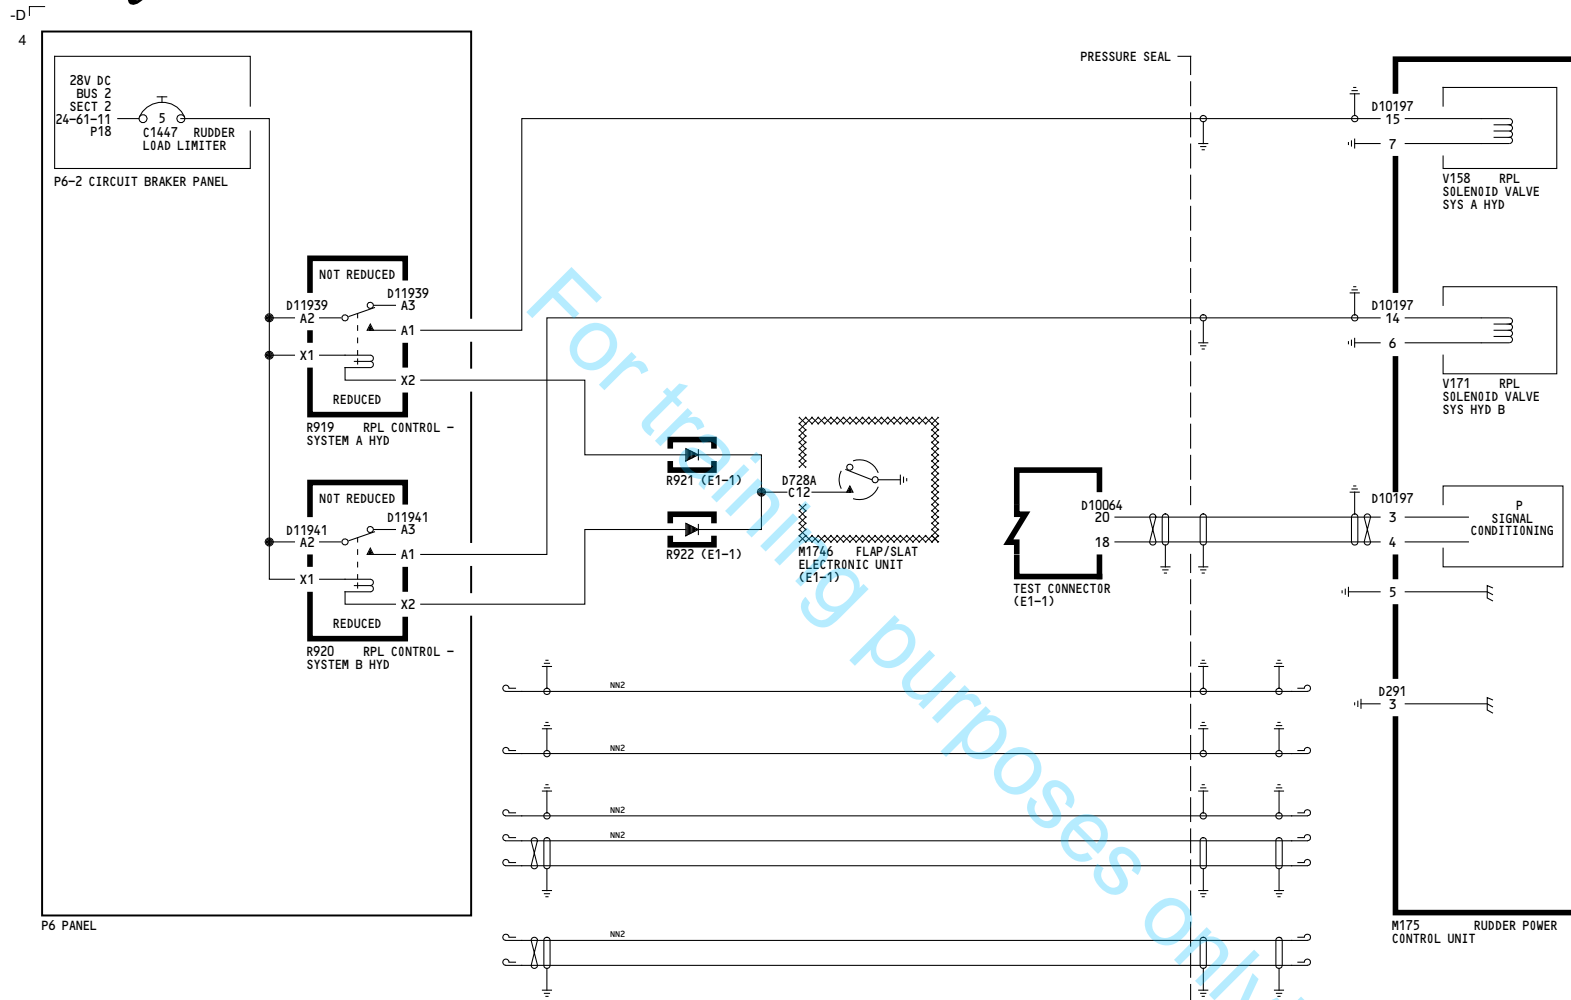 -D
4
28V DC
BUS 2
SECT 2
24-61-11
P18
5
C1447 RUDDER
LOAD LIMITER
P6-2 CIRCUIT BRAKER PANEL
NOT REDUCED
D11939
A2
D11939
A3
A1
X1
X2
REDUCED
R919 RPL CONTROL -
SYSTEM A HYD
NOT REDUCED
D11941
A2
D11941
A3
A1
X1
X2
REDUCED
R920 RPL CONTROL -
SYSTEM B HYD
P6 PANEL
R921 (E1-1)
R922 (E1-1)
D728A
C12
M1746 FLAP/SLAT
ELECTRONIC UNIT
(E1-1)
D10064
20
18
TEST CONNECTOR
(E1-1)
PRESSURE SEAL
D10197
15
7
V158 RPL
SOLENOID VALVE
SYS A HYD
D10197
14
6
V171 RPL
SOLENOID VALVE
SYS HYD B
D10197
3
4
P
SIGNAL
CONDITIONING
5
D291
3
M175 RUDDER POWER
CONTROL UNIT
NN2
NN2
NN2
NN2
NN2
For training purposes only